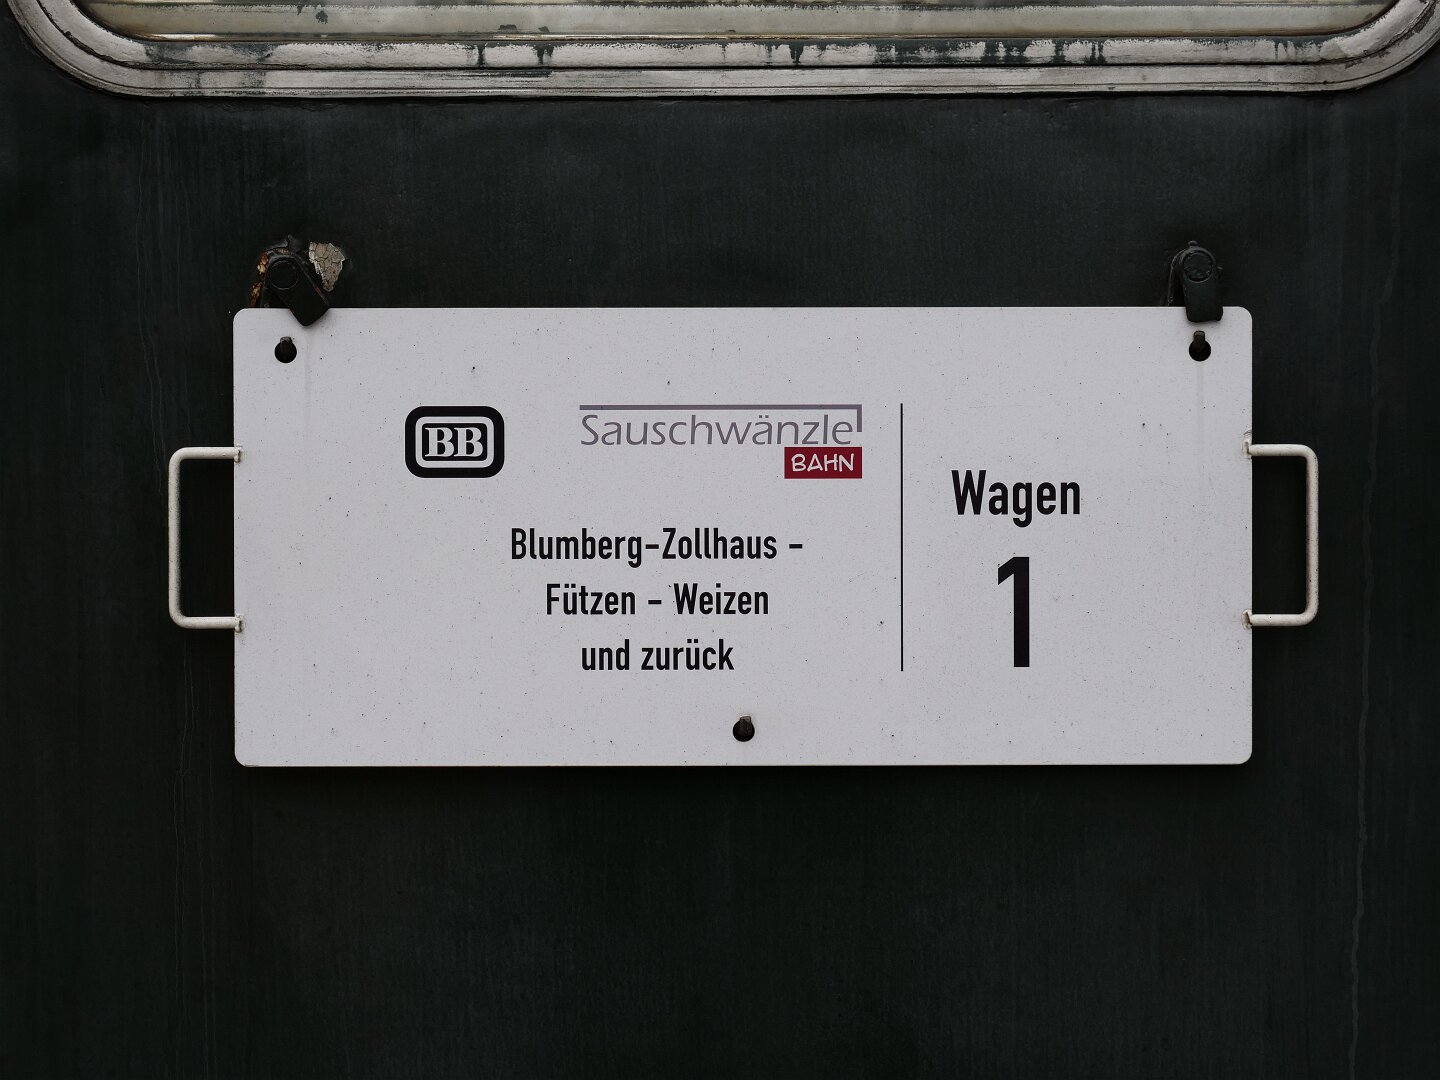 BB
Sauschwänzle
BAHN
Blumberg-Zollhaus -
Fützen - Weizen
und zurück
Wagen
1